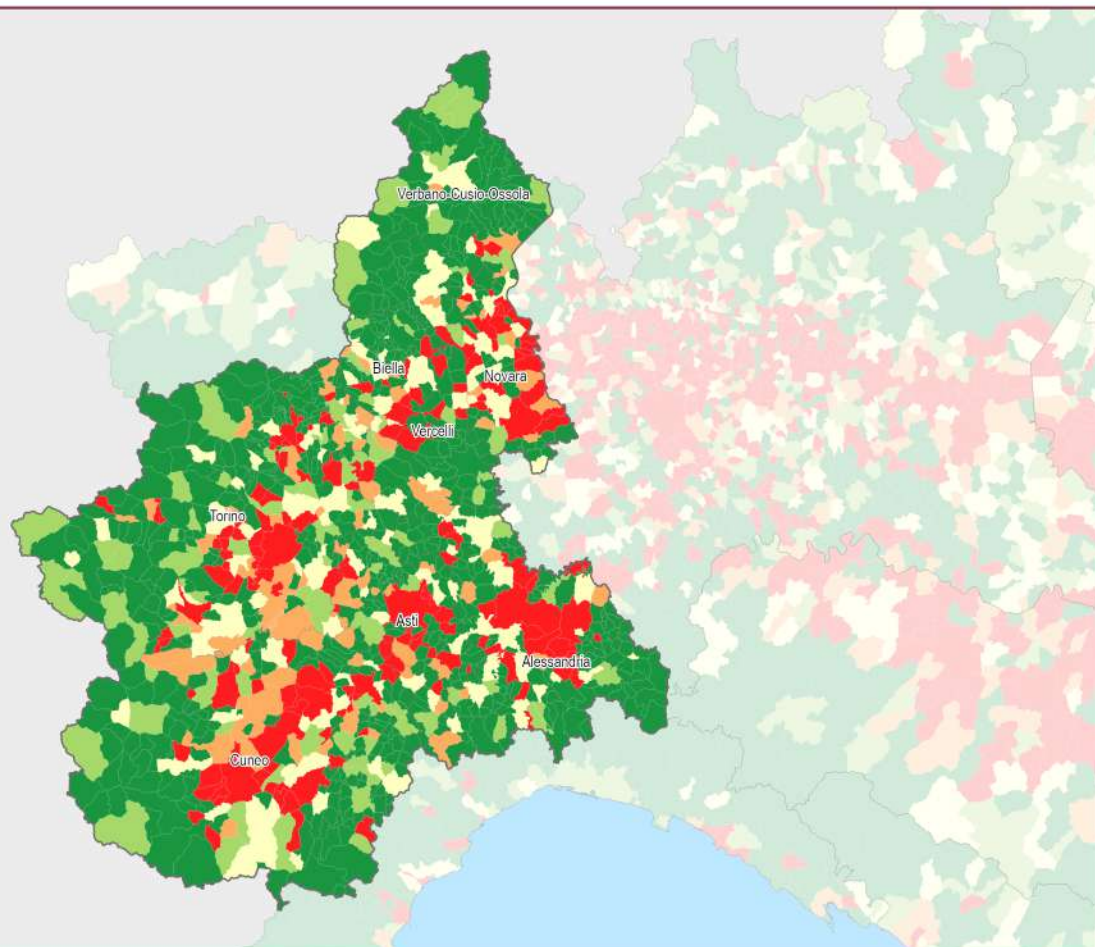 Verbano-Cusio-Ossola
Biella
Novara
Vercelli
Torino
Asti
Alessandria
Cuneo